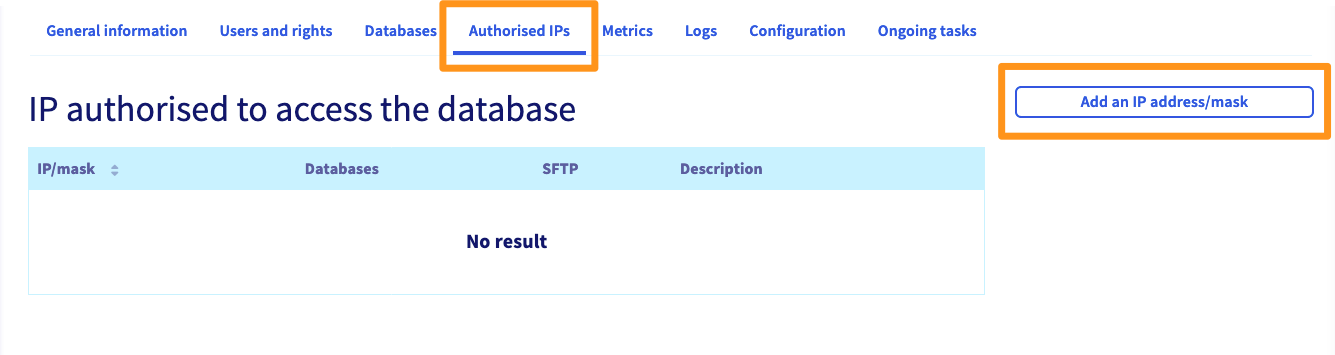 General information Users and rights Databases Authorised IPs Metrics Logs Configuration Ongoing tasks
IP authorised to access the database
Add an IP address/mask
IP/mask Databases SFTP Description
No result